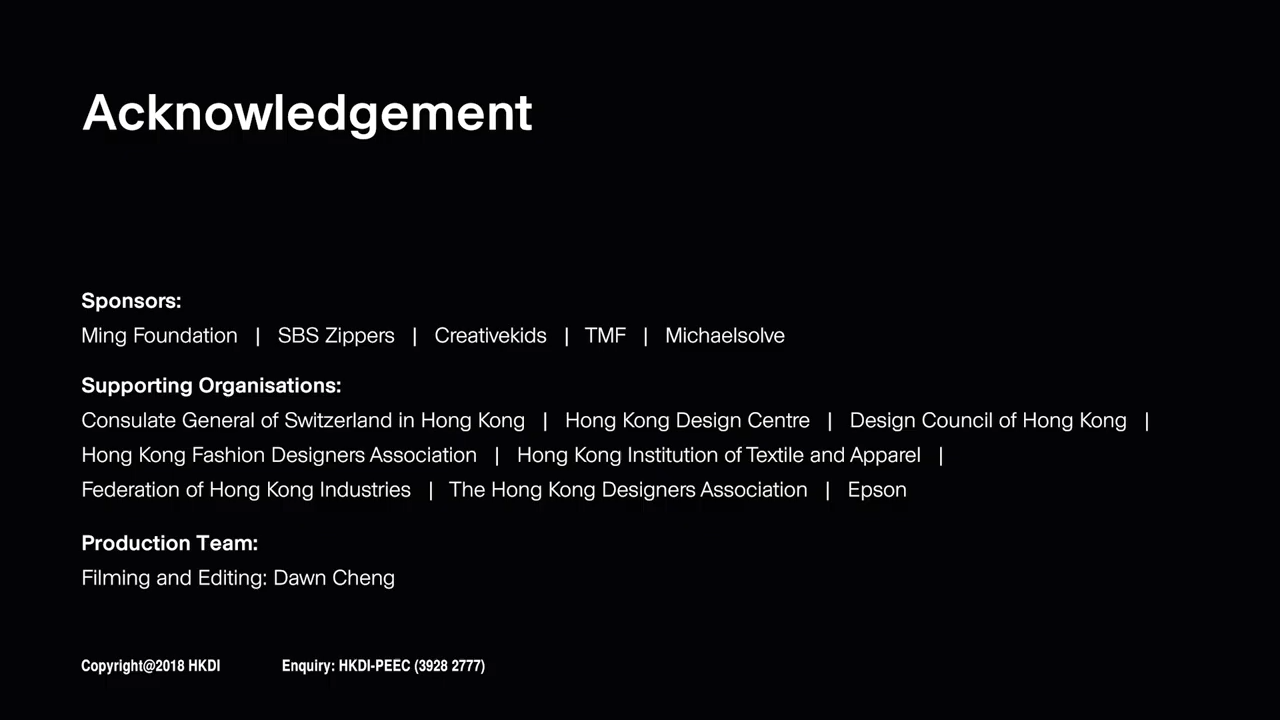 Acknowledgement
Sponsors:
Ming Foundation | SBS Zippers | Creativekids | TMF | Michaelsolve
Supporting Organisations:
Consulate General of Switzerland in Hong Kong | Hong Kong Design Centre | Design Council of Hong Kong |
Hong Kong Fashion Designers Association | Hong Kong Institution of Textile and Apparel |
Federation of Hong Kong Industries | The Hong Kong Designers Association | Epson
Production Team:
Filming and Editing: Dawn Cheng
Copyright@2018 HKDI Enquiry: HKDI-PEEC (3928 2777)